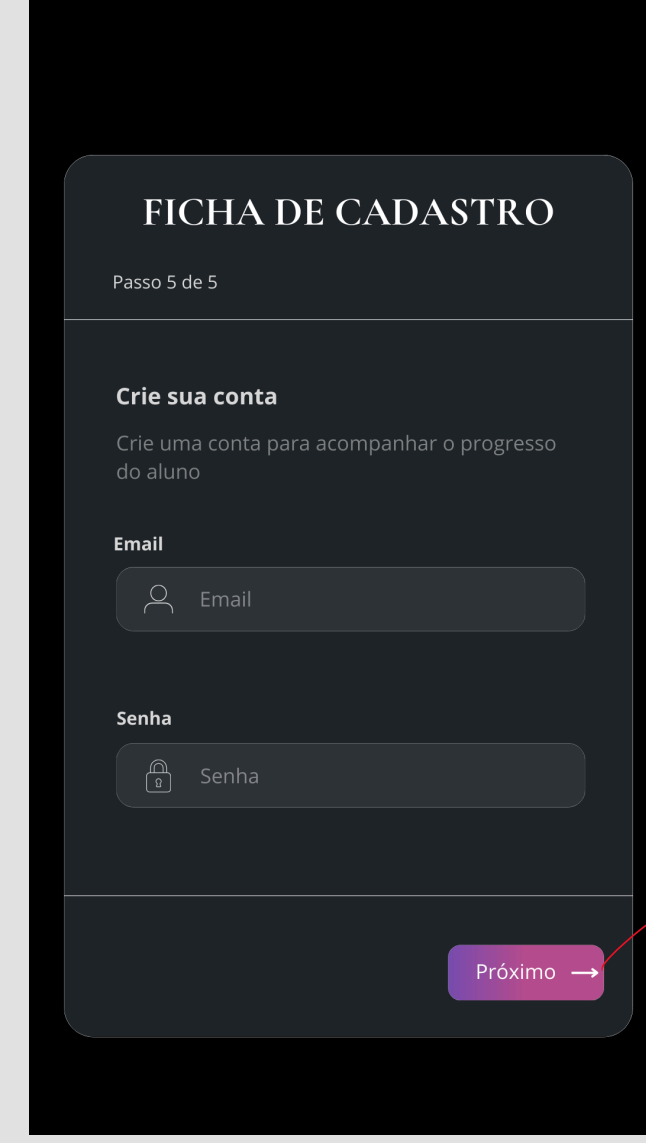 FICHA DE CADASTRO
Passo 5 de 5
Crie sua conta
Crie uma conta para acompanhar o progresso
do aluno
Email
Email
Senha
Senha
Próximo →